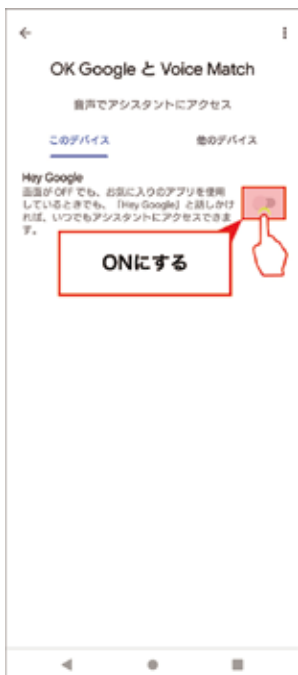 OK Google と Voice Match
音声でアシスタントにアクセス
このデバイス 他のデバイス
Hey Google
画面が OFF でも、お気に入りのアプリを使用
しているときでも、「Hey Google」と話しかけ
れば、いつでもアシスタントにアクセスできま
す。
ONにする